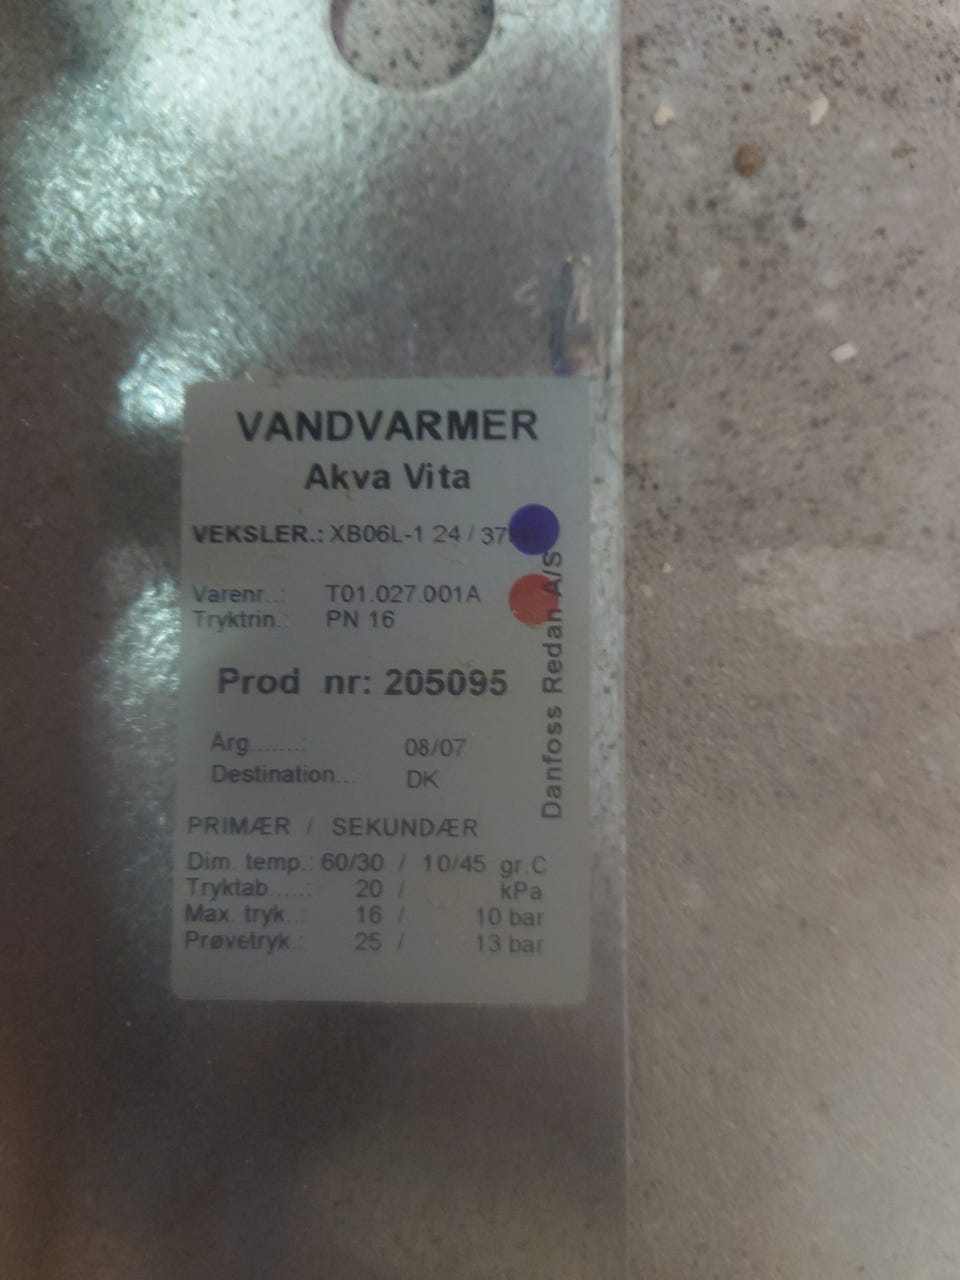 VANDVARMER
Akva Vita
VEKSLER.: XB06L-1 24 / 37
Varenr..: T01.027.001A
Tryktrin.: PN 16
Prod nr: 205095
Arg.......: 08/07
Destination..: DK
PRIMÆR / SEKUNDÆR
Dim. temp.: 60/30 / 10/45 gr.C
Tryktab.....: 20 / kPa
Max. tryk..: 16 / 10 bar
Prøvetryk.: 25 / 13 bar
Danfoss Redan A/S